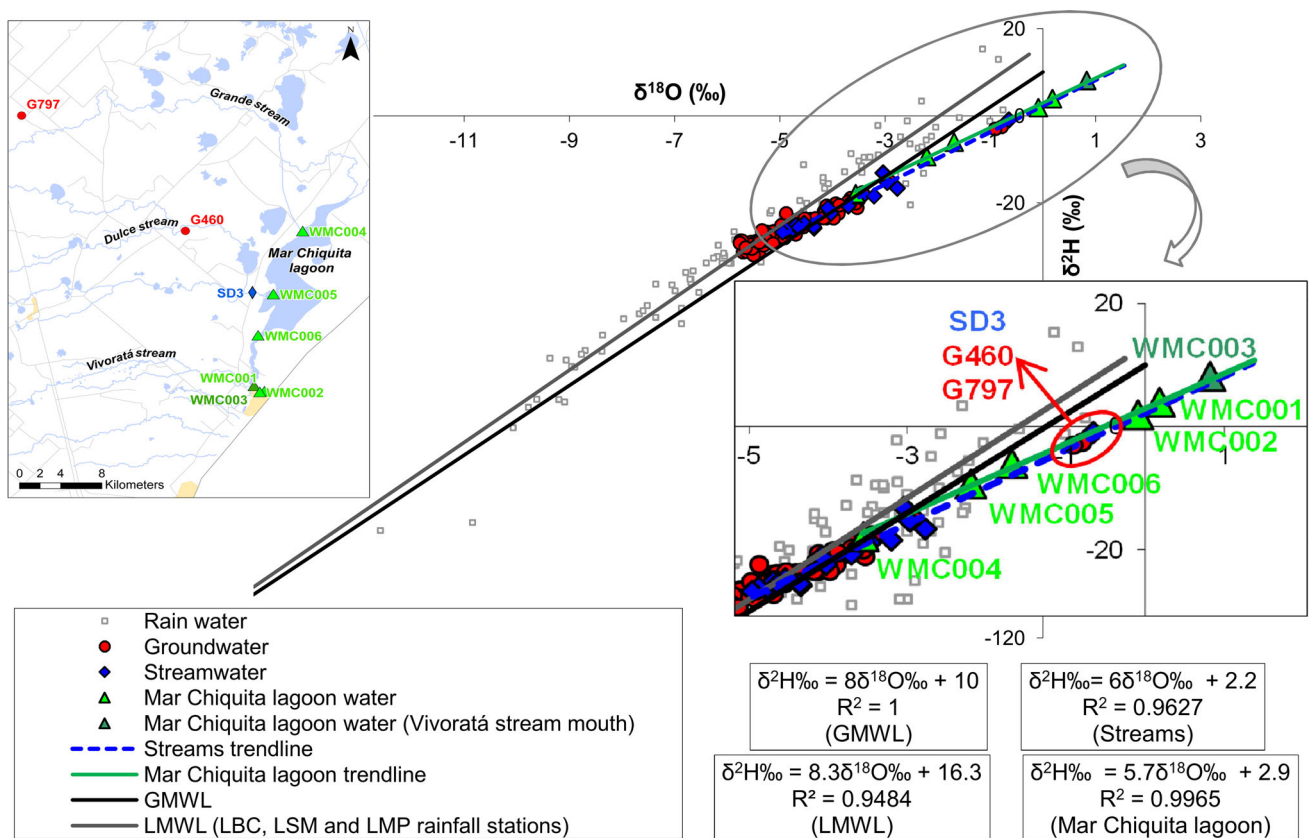 G797
Grande stream
N
G460
Dulce stream
WMC004
Mar Chiquita
lagoon
SD3
WMC005
WMC006
Vivoratá stream
WMC001
WMC002
WMC003
0 2 4 8
Kilometers
δ¹⁸O (‰)
-11 -9 -7 -5 -3 -1 1 3
20
0
-20
-120
δ²H (‰)
SD3
G460
G797
20
WMC003
WMC001
WMC002
-5 -3 -1 0 1
WMC006
WMC005
-20
WMC004
Rain water
Groundwater
Streamwater
Mar Chiquita lagoon water
Mar Chiquita lagoon water (Vivoratá stream mouth)
Streams trendline
Mar Chiquita lagoon trendline
GMWL
LMWL (LBC, LSM and LMP rainfall stations)
δ²H‰ = 8δ¹⁸O‰ + 10
R² = 1
(GMWL)
δ²H‰= 6δ¹⁸O‰ + 2.2
R² = 0.9627
(Streams)
δ²H‰ = 8.3δ¹⁸O‰ + 16.3
R² = 0.9484
(LMWL)
δ²H‰ = 5.7δ¹⁸O‰ + 2.9
R² = 0.9965
(Mar Chiquita lagoon)